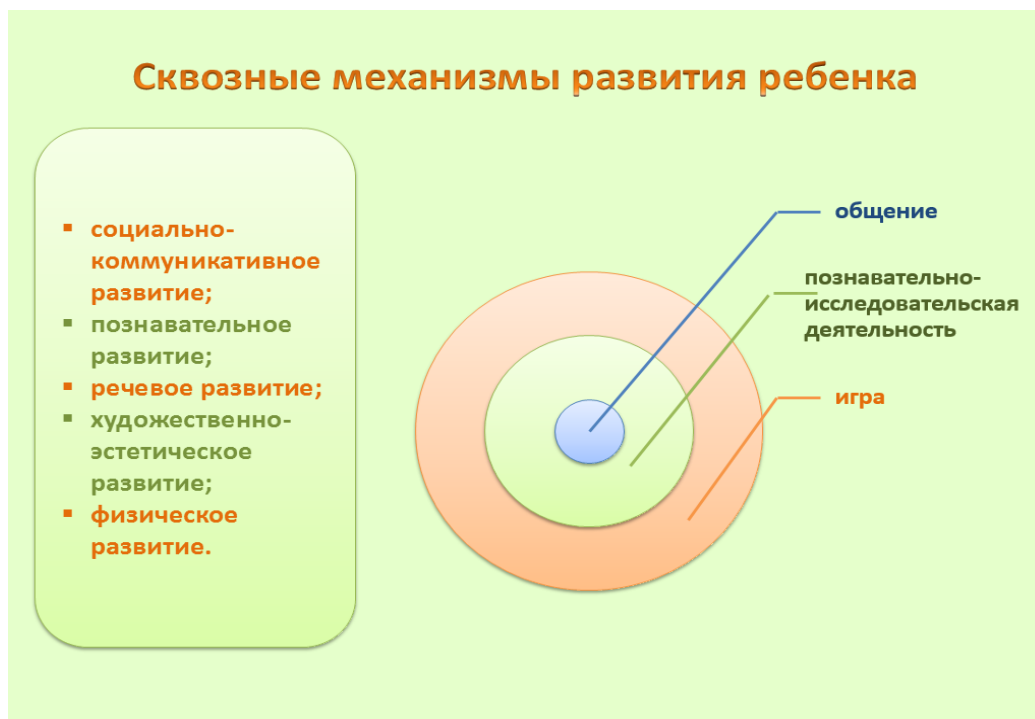 Сквозные механизмы развития ребенка
▪ социально-
коммуникативное
развитие;
▪ познавательное
развитие;
▪ речевое развитие;
▪ художественно-
эстетическое
развитие;
▪ физическое
развитие.
общение
познавательно-
исследовательская
деятельность
игра